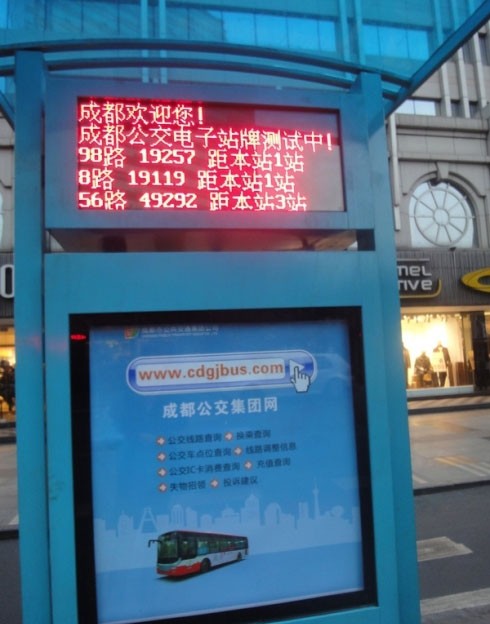 成都欢迎您!
成都公交电子站牌测试中!
98路 19257 距本站1站
8路 19119 距本站1站
56路 49292 距本站3站
www.cdgjbus.com
成都公交集团网
公交线路查询 换乘查询
公交车点位查询 线路调整信息
公交IC卡消费查询 充值查询
失物招领 投诉建议